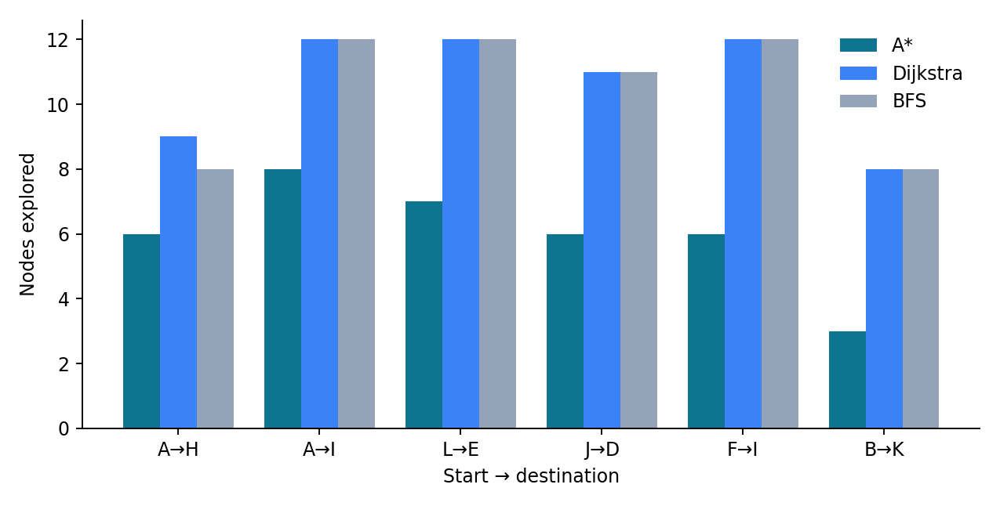 12
10
8
6
4
2
0
Nodes explored
A*
Dijkstra
BFS
A→H
A→I
L→E
J→D
F→I
B→K
Start → destination